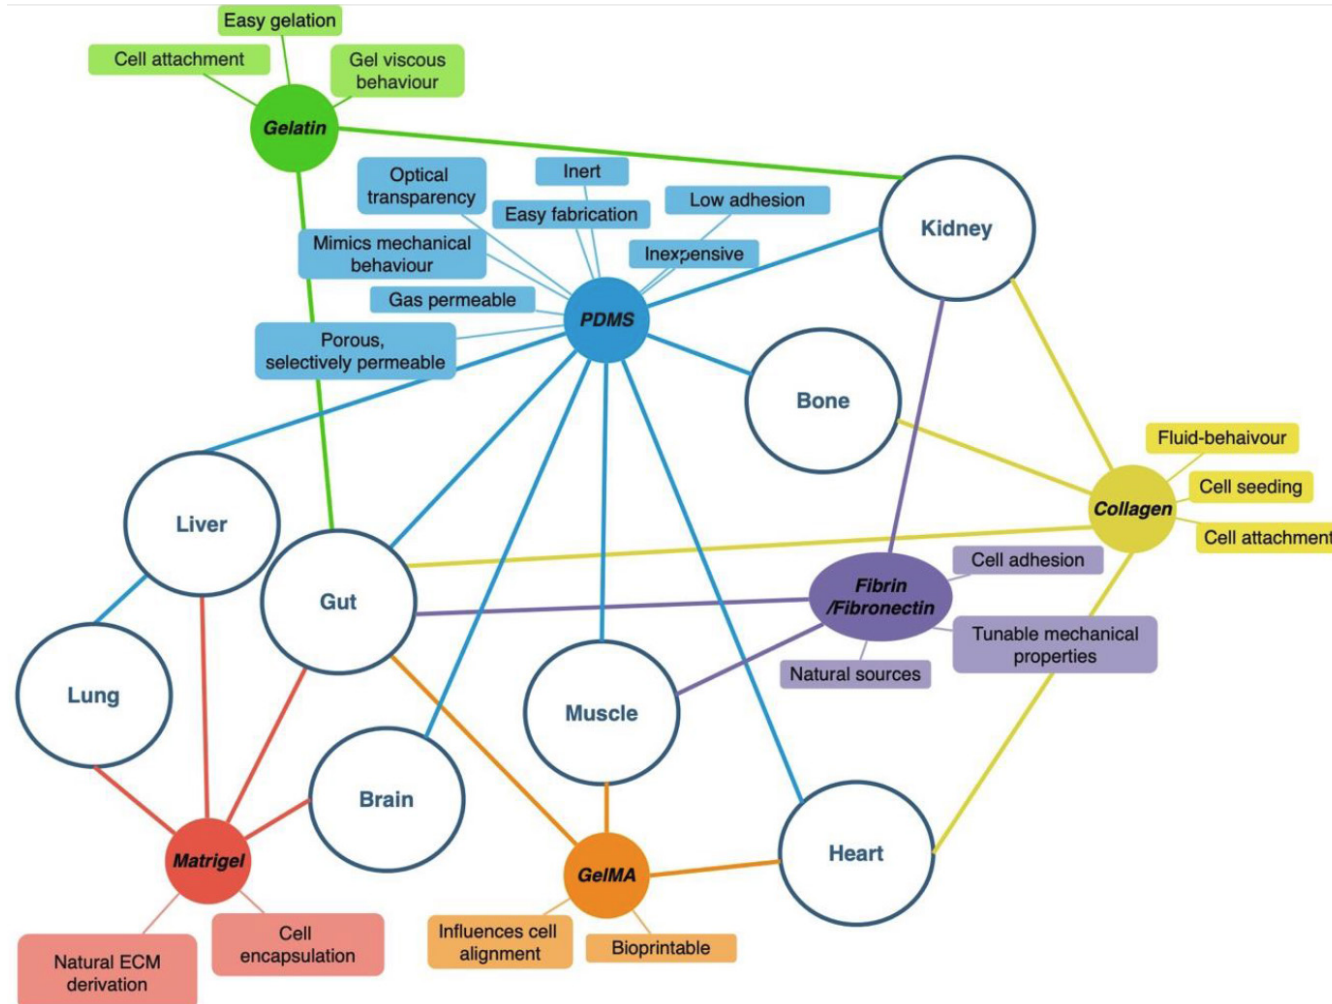 Easy gelation
Cell attachment
Gel viscous
behaviour
Gelatin
Optical
transparency
Inert
Easy fabrication
Low adhesion
Mimics mechanical
behaviour
Inexpensive
Gas permeable
Porous,
selectively permeable
PDMS
Kidney
Bone
Fluid-behaivour
Cell seeding
Cell attachment
Collagen
Liver
Gut
Fibrin
/Fibronectin
Cell adhesion
Tunable mechanical
properties
Natural sources
Lung
Muscle
Brain
Heart
Matrigel
GelMA
Natural ECM
derivation
Cell
encapsulation
Influences cell
alignment
Bioprintable